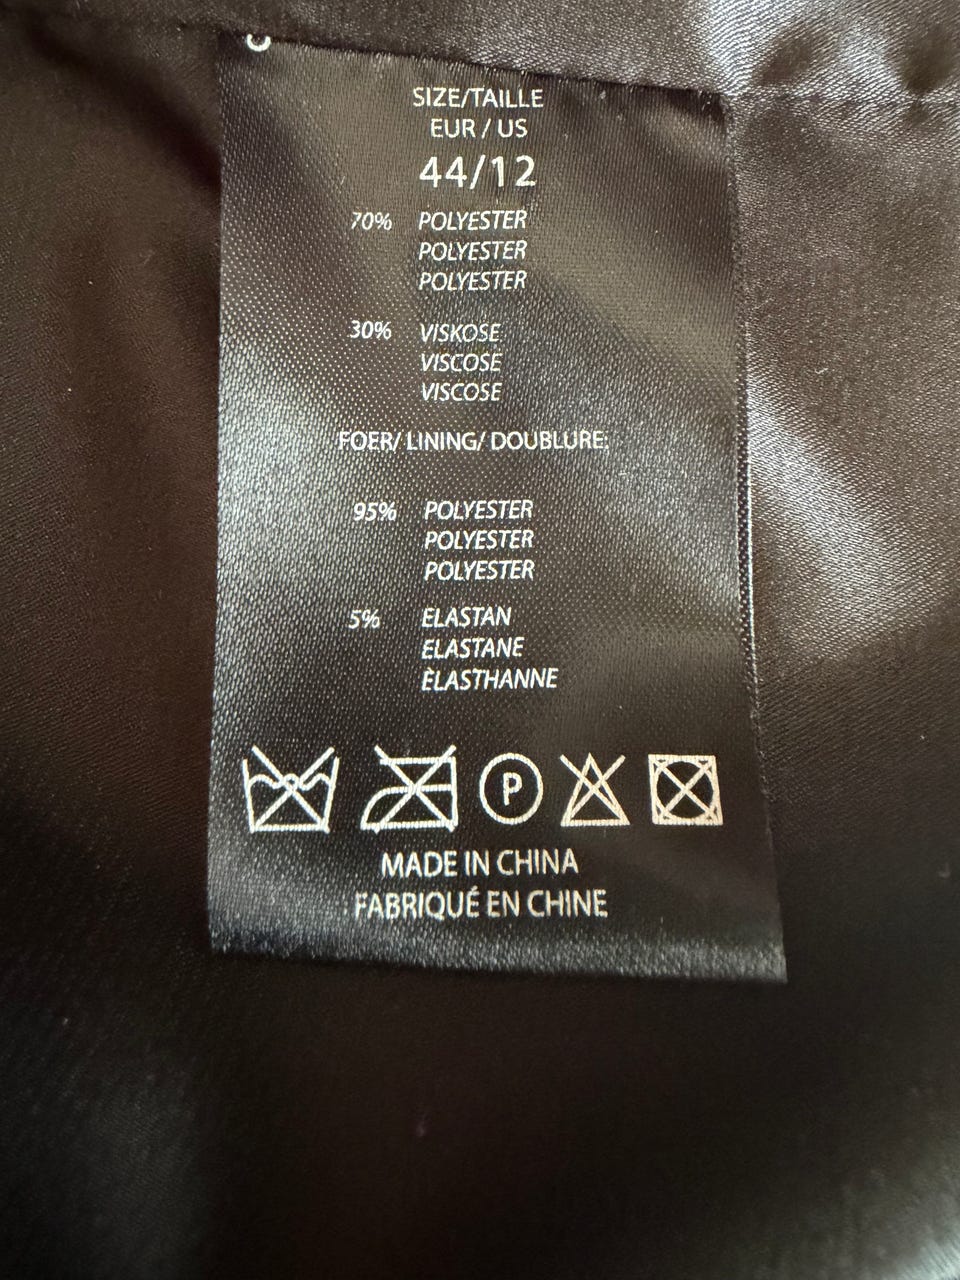 SIZE/TAILLE
EUR / US
44/12
70% POLYESTER
POLYESTER
POLYESTER
30% VISKOSE
VISCOSE
VISCOSE
FOER/ LINING/ DOUBLURE:
95% POLYESTER
POLYESTER
POLYESTER
5% ELASTAN
ELASTANE
ÉLASTHANNE
P
MADE IN CHINA
FABRIQUÉ EN CHINE